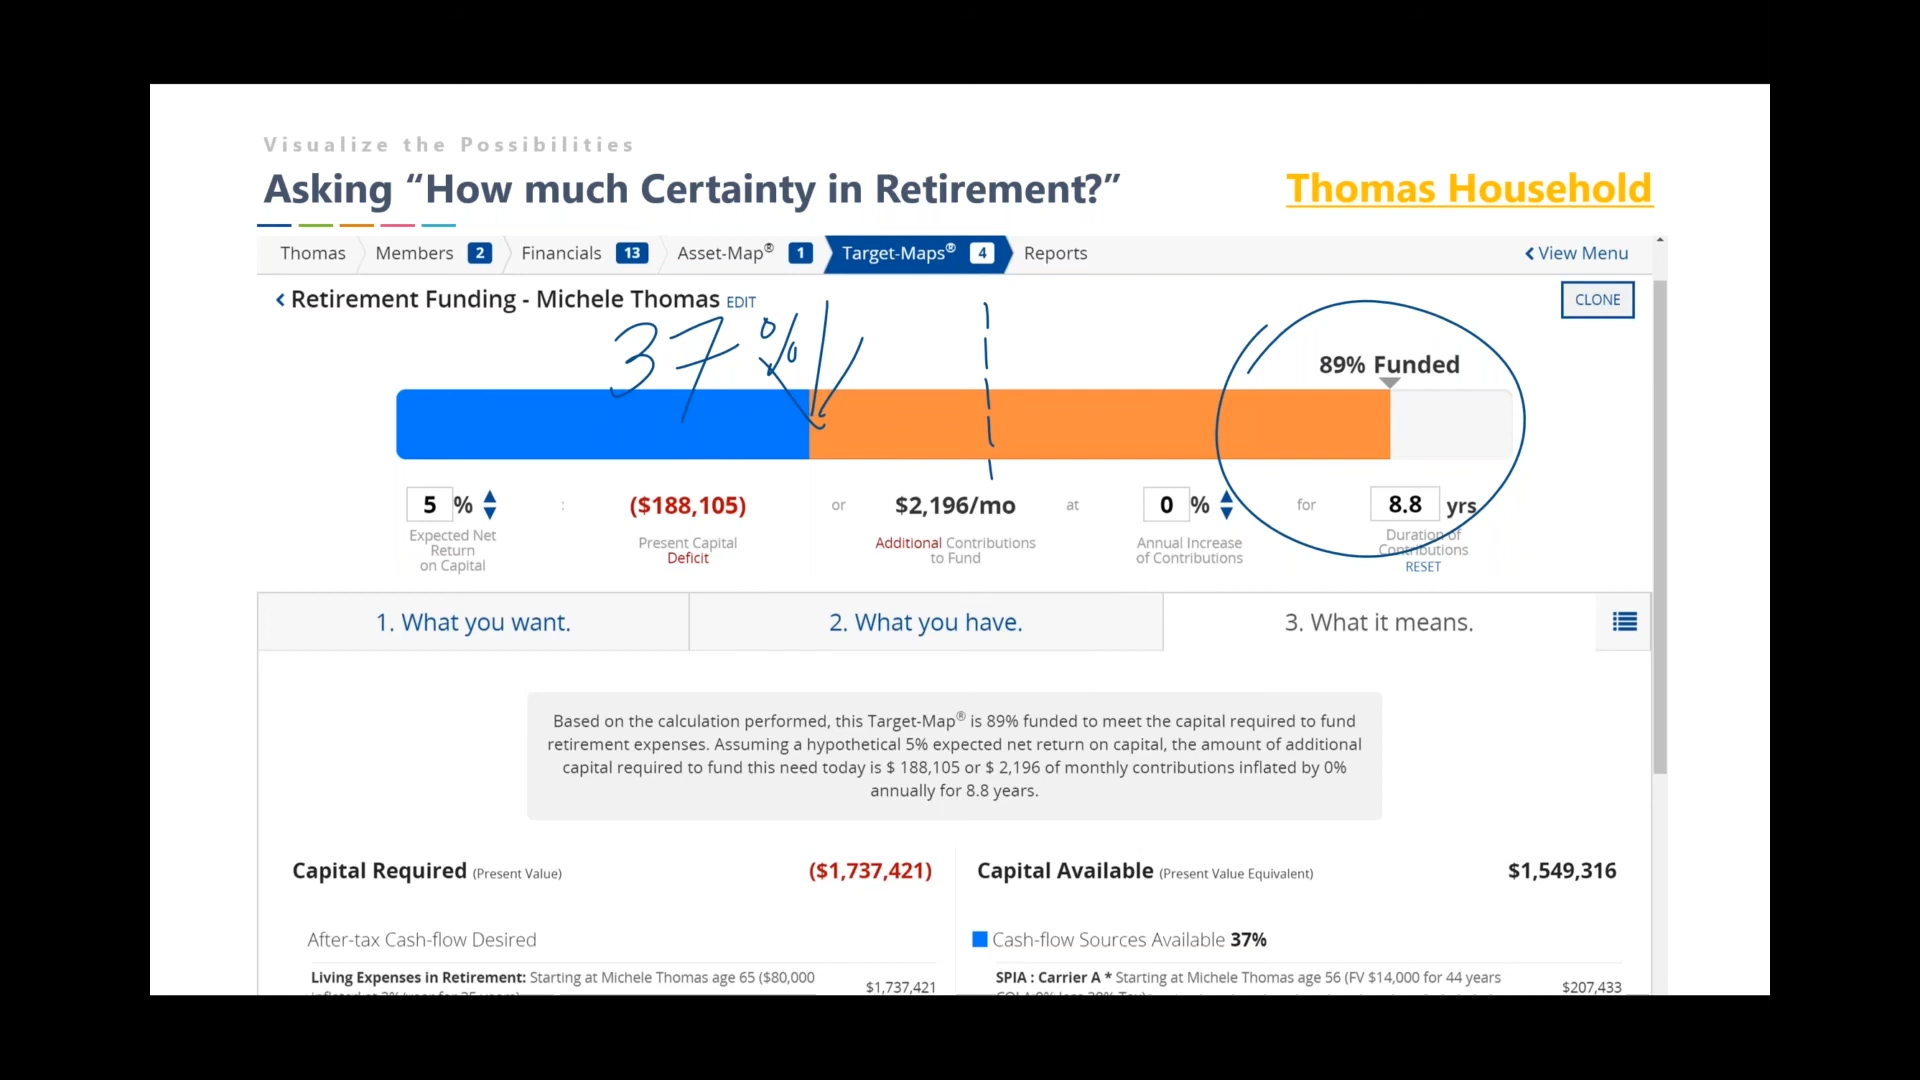 Visualize the Possibilities
Asking “How much Certainty in Retirement?”
Thomas Household
Thomas Members 2 Financials 13 Asset-Map® 1 Target-Maps® 4 Reports View Menu
Retirement Funding - Michele Thomas EDIT
CLONE
37%
89% Funded
5 % : ($188,105) or $2,196/mo at 0 % for 8.8 yrs
Expected Net
Return
on Capital
Present Capital
Deficit
Additional Contributions
to Fund
Annual Increase
of Contributions
Duration of
Contributions
RESET
1. What you want.
2. What you have.
3. What it means.
Based on the calculation performed, this Target-Map® is 89% funded to meet the capital required to fund
retirement expenses. Assuming a hypothetical 5% expected net return on capital, the amount of additional
capital required to fund this need today is $ 188,105 or $ 2,196 of monthly contributions inflated by 0%
annually for 8.8 years.
Capital Required (Present Value) ($1,737,421)
After-tax Cash-flow Desired
Living Expenses in Retirement: Starting at Michele Thomas age 65 ($80,000
$1,737,421
Capital Available (Present Value Equivalent) $1,549,316
Cash-flow Sources Available 37%
SPIA : Carrier A * Starting at Michele Thomas age 56 (FV $14,000 for 44 years
$207,433